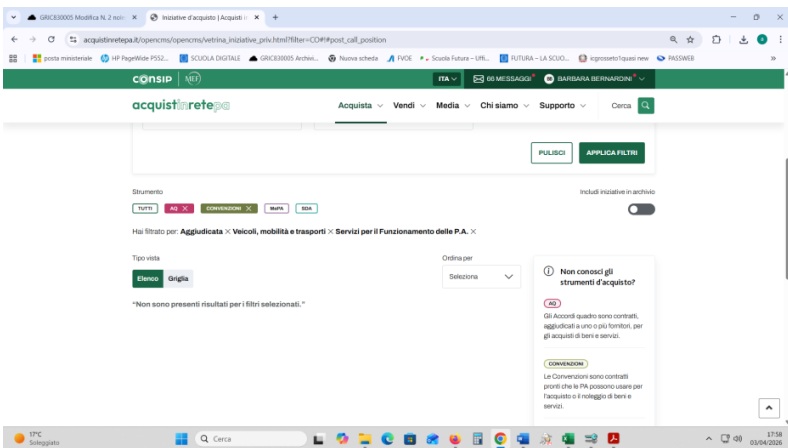 GRIC830005 Modifica N. 2 nole
Iniziative d'acquisto | Acquisti in
acquistinretepa.it/opencms/opencms/vetrina_iniziative_priv.html?filter=CO#!#post_call_position
posta ministeriale
HP PageWide P552...
SCUOLA DIGITALE
GRIC830005 Archivi...
Nuova scheda
FVOE
Scuola Futura – Uffi...
FUTURA – LA SCUO...
icgrosseto1quasi new
PASSWEB
consip MEF
ITA
66 MESSAGGI
BARBARA BERNARDINI
acquistinretepa
Acquista Vendi Media Chi siamo Supporto Cerca
PULISCI APPLICA FILTRI
Strumento
Includi iniziative in archivio
TUTTI AQ CONVENZIONI MePA SDA
Hai filtrato per: Aggiudicata × Veicoli, mobilità e trasporti × Servizi per il Funzionamento delle P.A. ×
Tipo vista
Ordina per
Elenco Griglia
Seleziona
"Non sono presenti risultati per i filtri selezionati."
Non conosci gli
strumenti d'acquisto?
AQ
Gli Accordi quadro sono contratti,
aggiudicati a uno o più fornitori, per
gli acquisti di beni e servizi.
CONVENZIONI
Le Convenzioni sono contratti
pronti che le PA possono usare per
l'acquisto o il noleggio di beni e
servizi.
17°C
Soleggiato
Cerca
17:58
03/04/2026